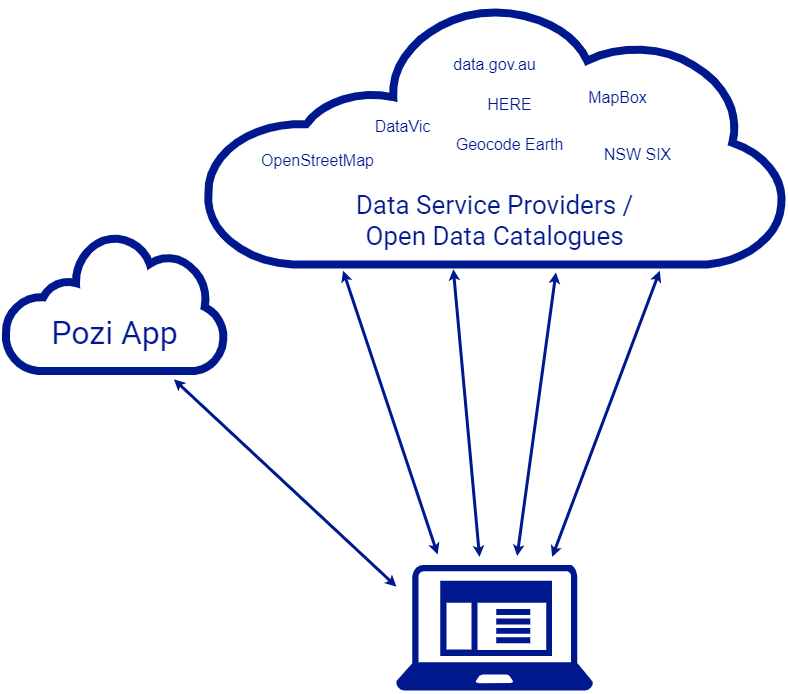 data.gov.au
HERE
MapBox
DataVic
Geocode Earth
NSW SIX
OpenStreetMap
Data Service Providers /
Open Data Catalogues
Pozi App